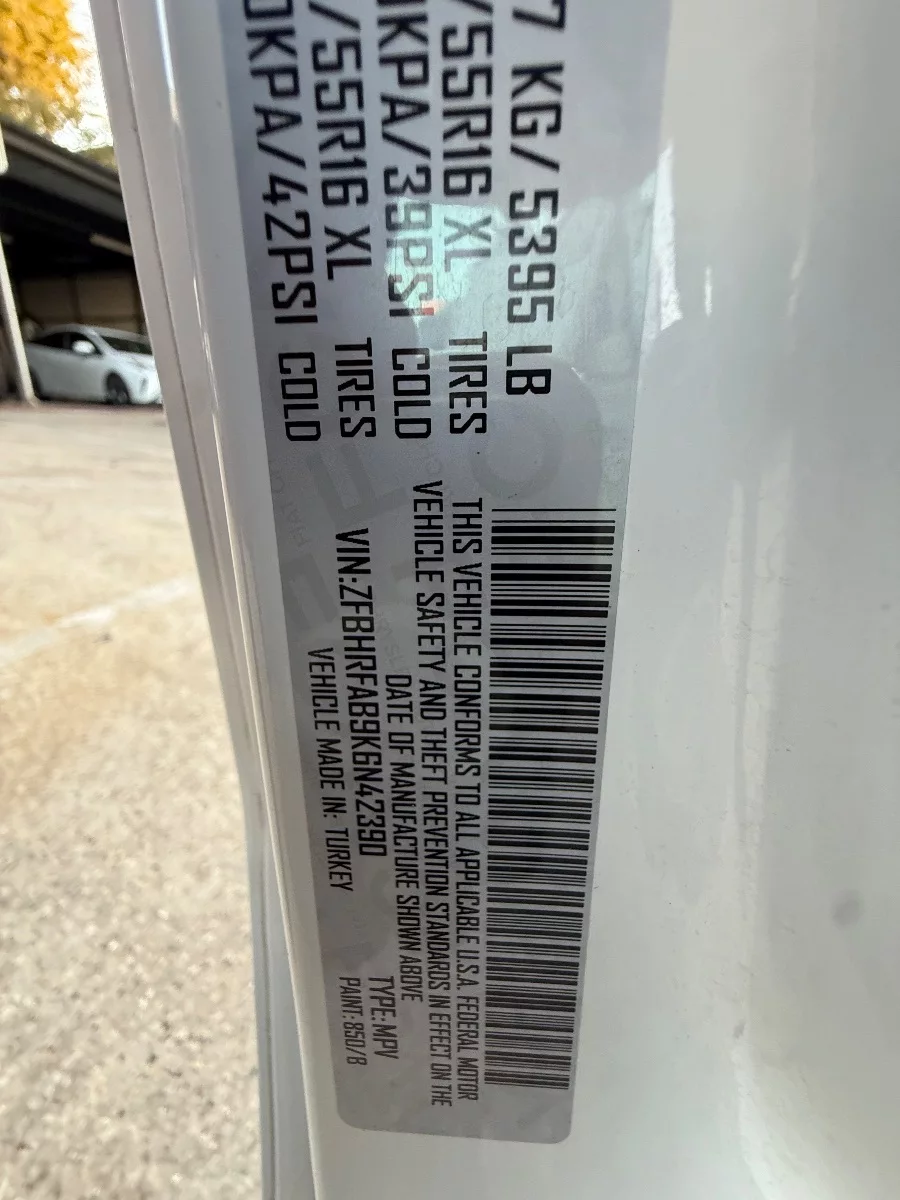 7 KG/ 5395 LB
/55R16 XL TIRES
KPA/39PSI COLD
/55R16 XL TIRES
0KPA/42PSI COLD
THIS VEHICLE CONFORMS TO ALL APPLICABLE U.S.A. FEDERAL MOTOR
VEHICLE SAFETY AND THEFT PREVENTION STANDARDS IN EFFECT ON THE
DATE OF MANUFACTURE SHOWN ABOVE
VIN:ZFBHRFAB9K6N42390 TYPE: MPV
VEHICLE MADE IN: TURKEY PAINT: 850/B